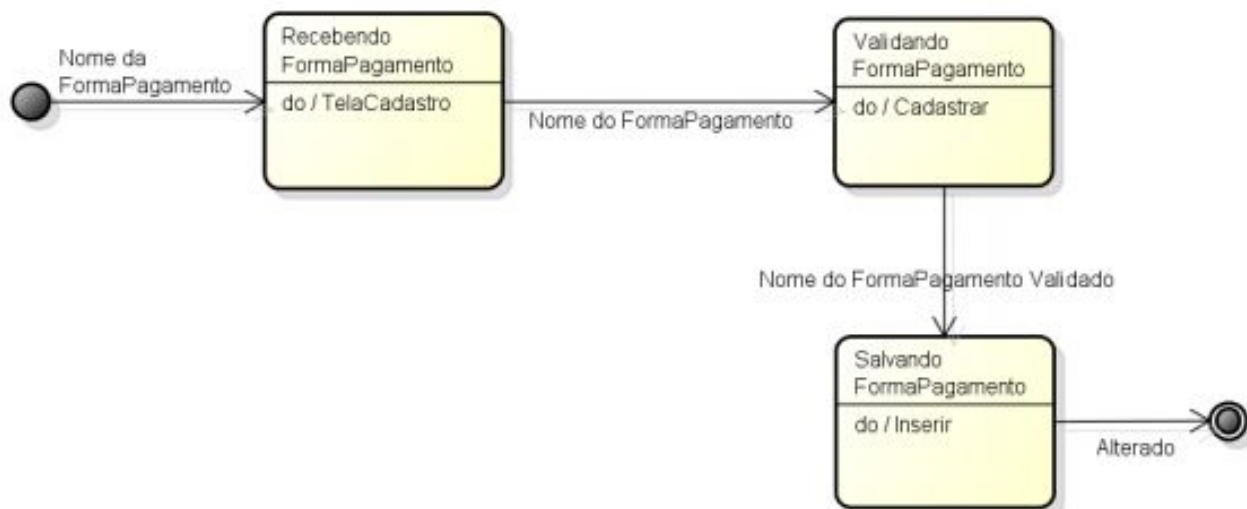 Nome da
FormaPagamento
Recebendo
FormaPagamento
do / TelaCadastro
Nome do FormaPagamento
Validando
FormaPagamento
do / Cadastrar
Nome do FormaPagamento Validado
Salvando
FormaPagamento
do / Inserir
Alterado